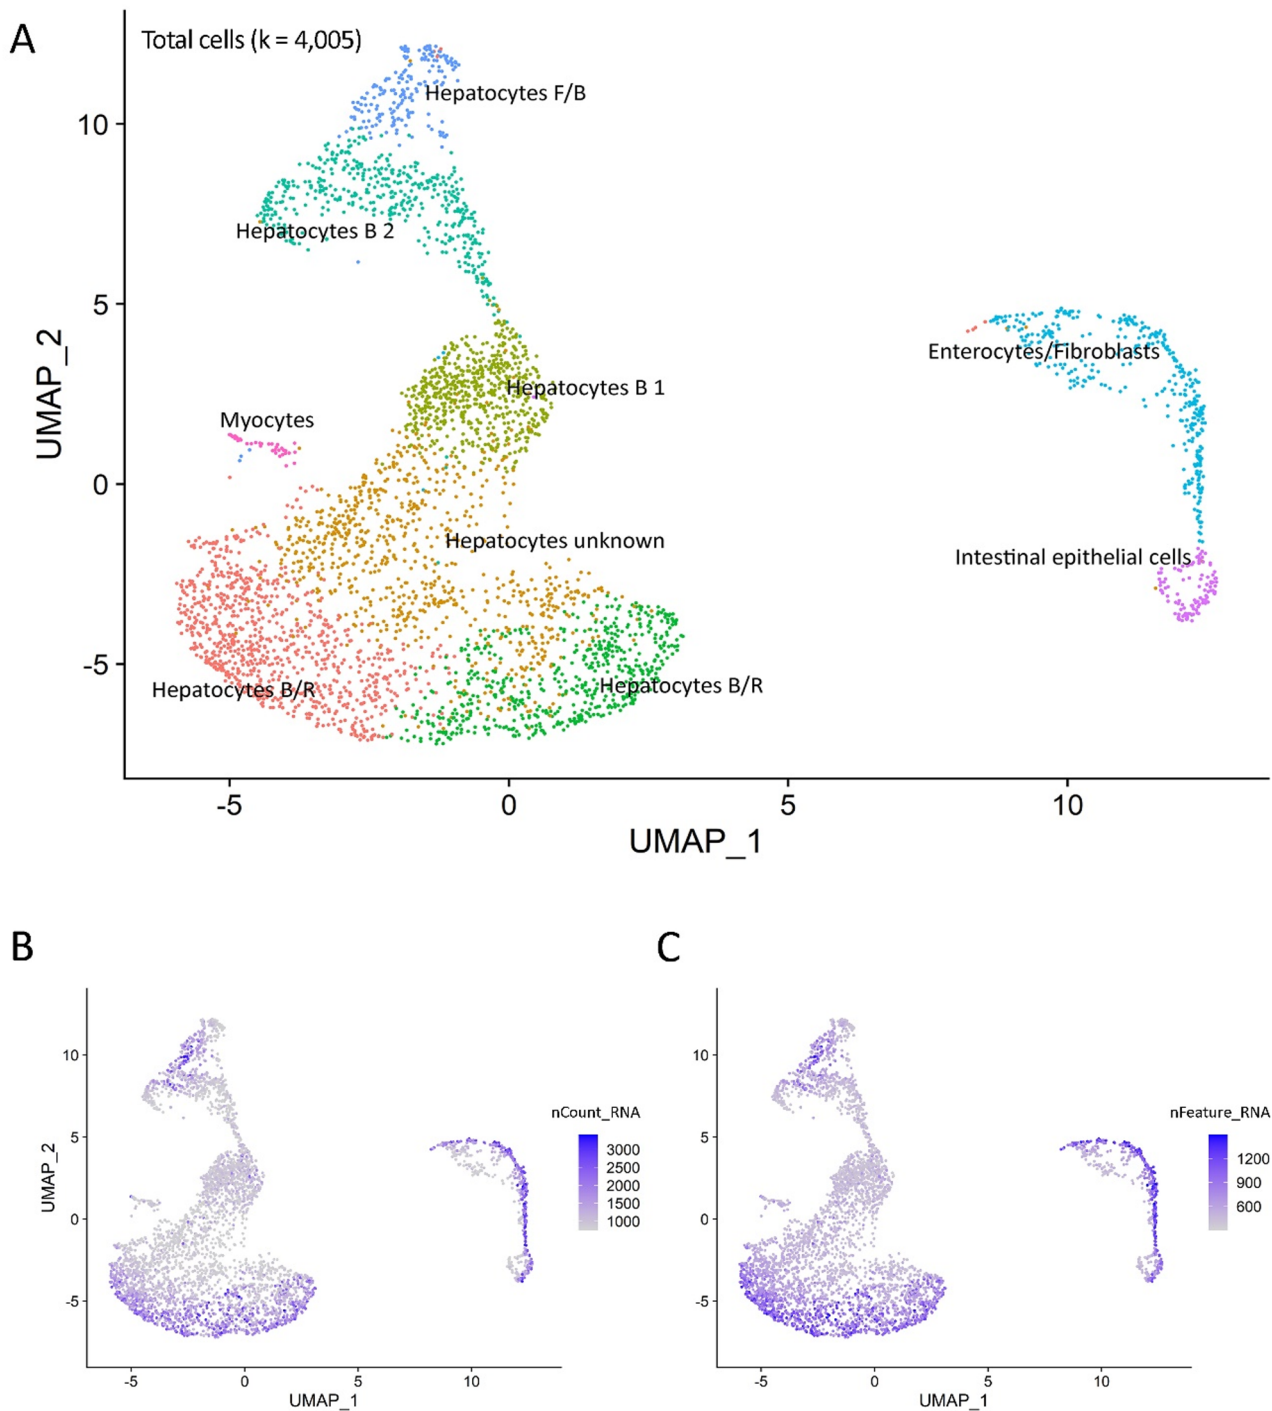 A
Total cells (k = 4,005)
Hepatocytes F/B
10
Hepatocytes B 2
5
Enterocytes/Fibroblasts
Hepatocytes B 1
Myocytes
UMAP_2
0
Hepatocytes unknown
Intestinal epithelial cells
-5
Hepatocytes B/R
Hepatocytes B/R
-5 0 5 10
UMAP_1
B
10
5
0
-5
UMAP_2
nCount_RNA
3000
2500
2000
1500
1000
-5 0 5 10
UMAP_1
C
10
5
0
-5
nFeature_RNA
1200
900
600
-5 0 5 10
UMAP_1